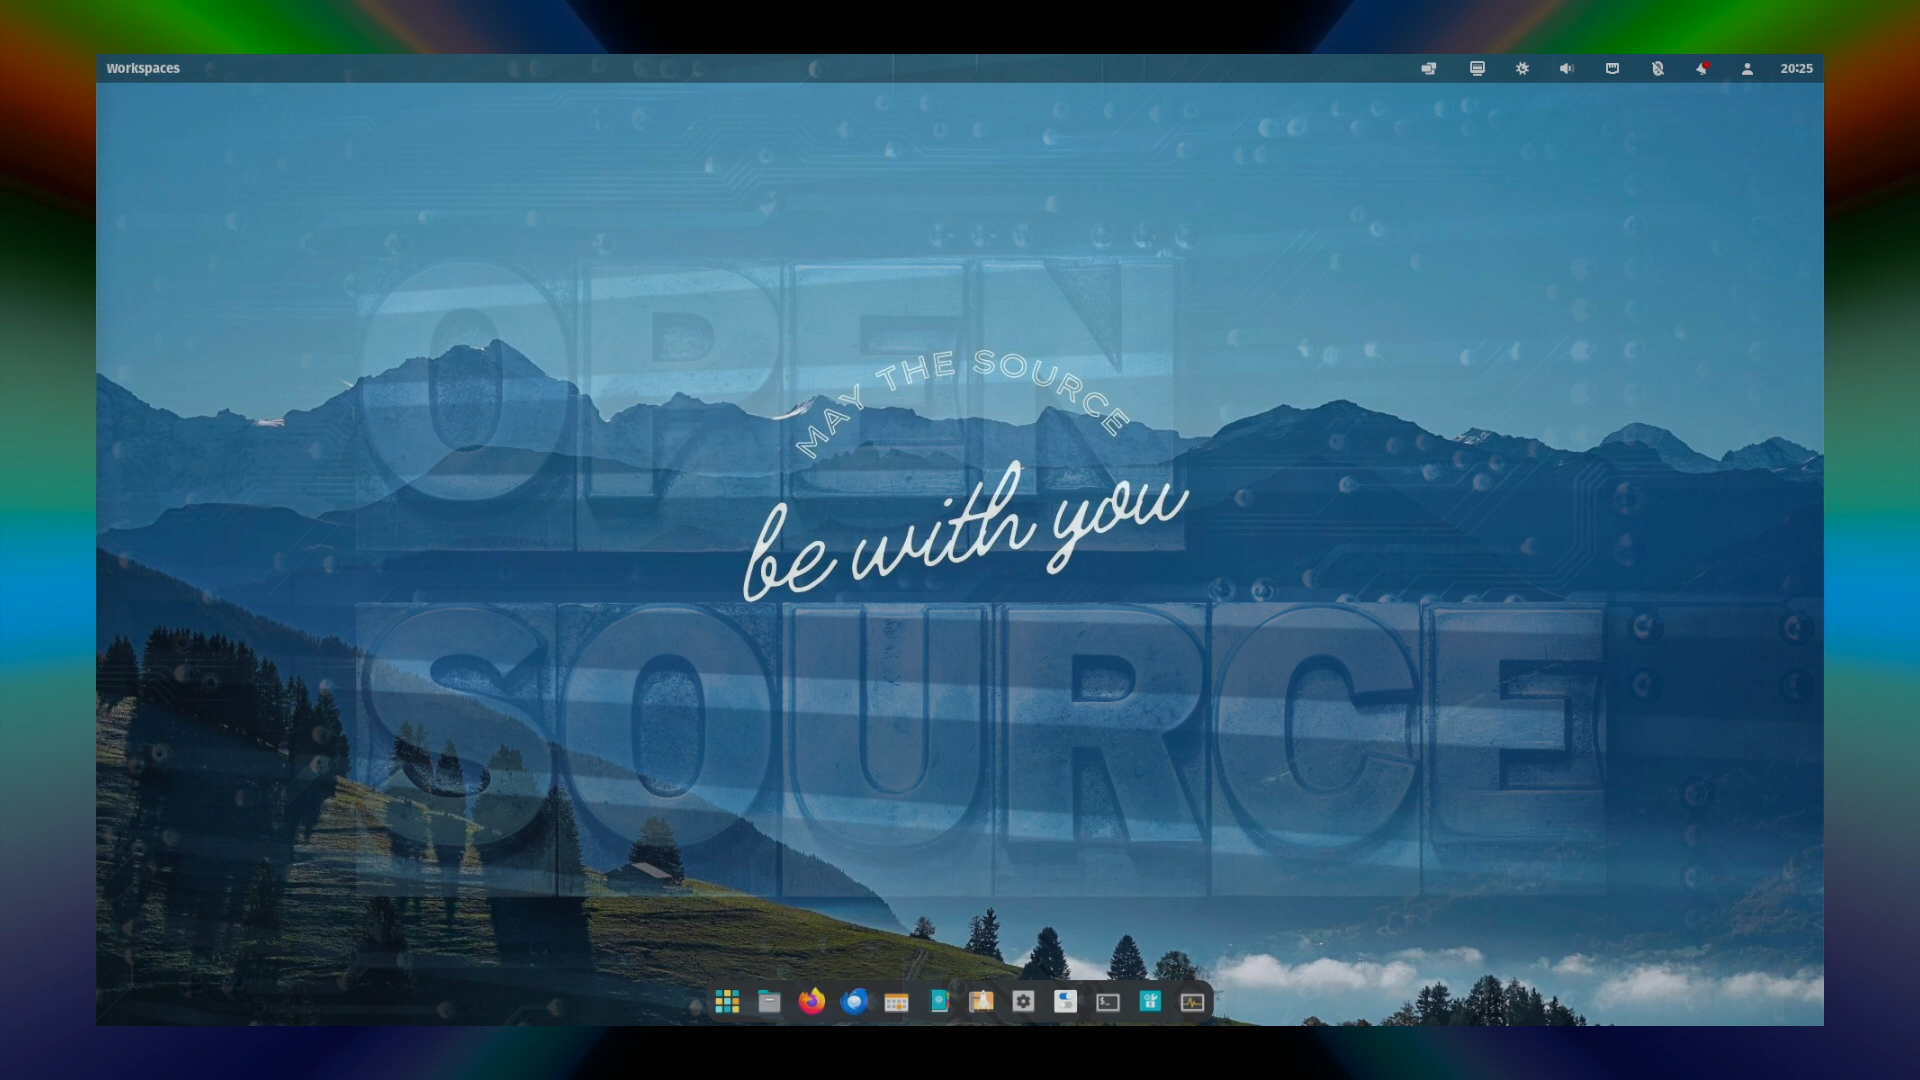 Workspaces
20:25
OPEN
MAY THE SOURCE
be with you
SOURCE